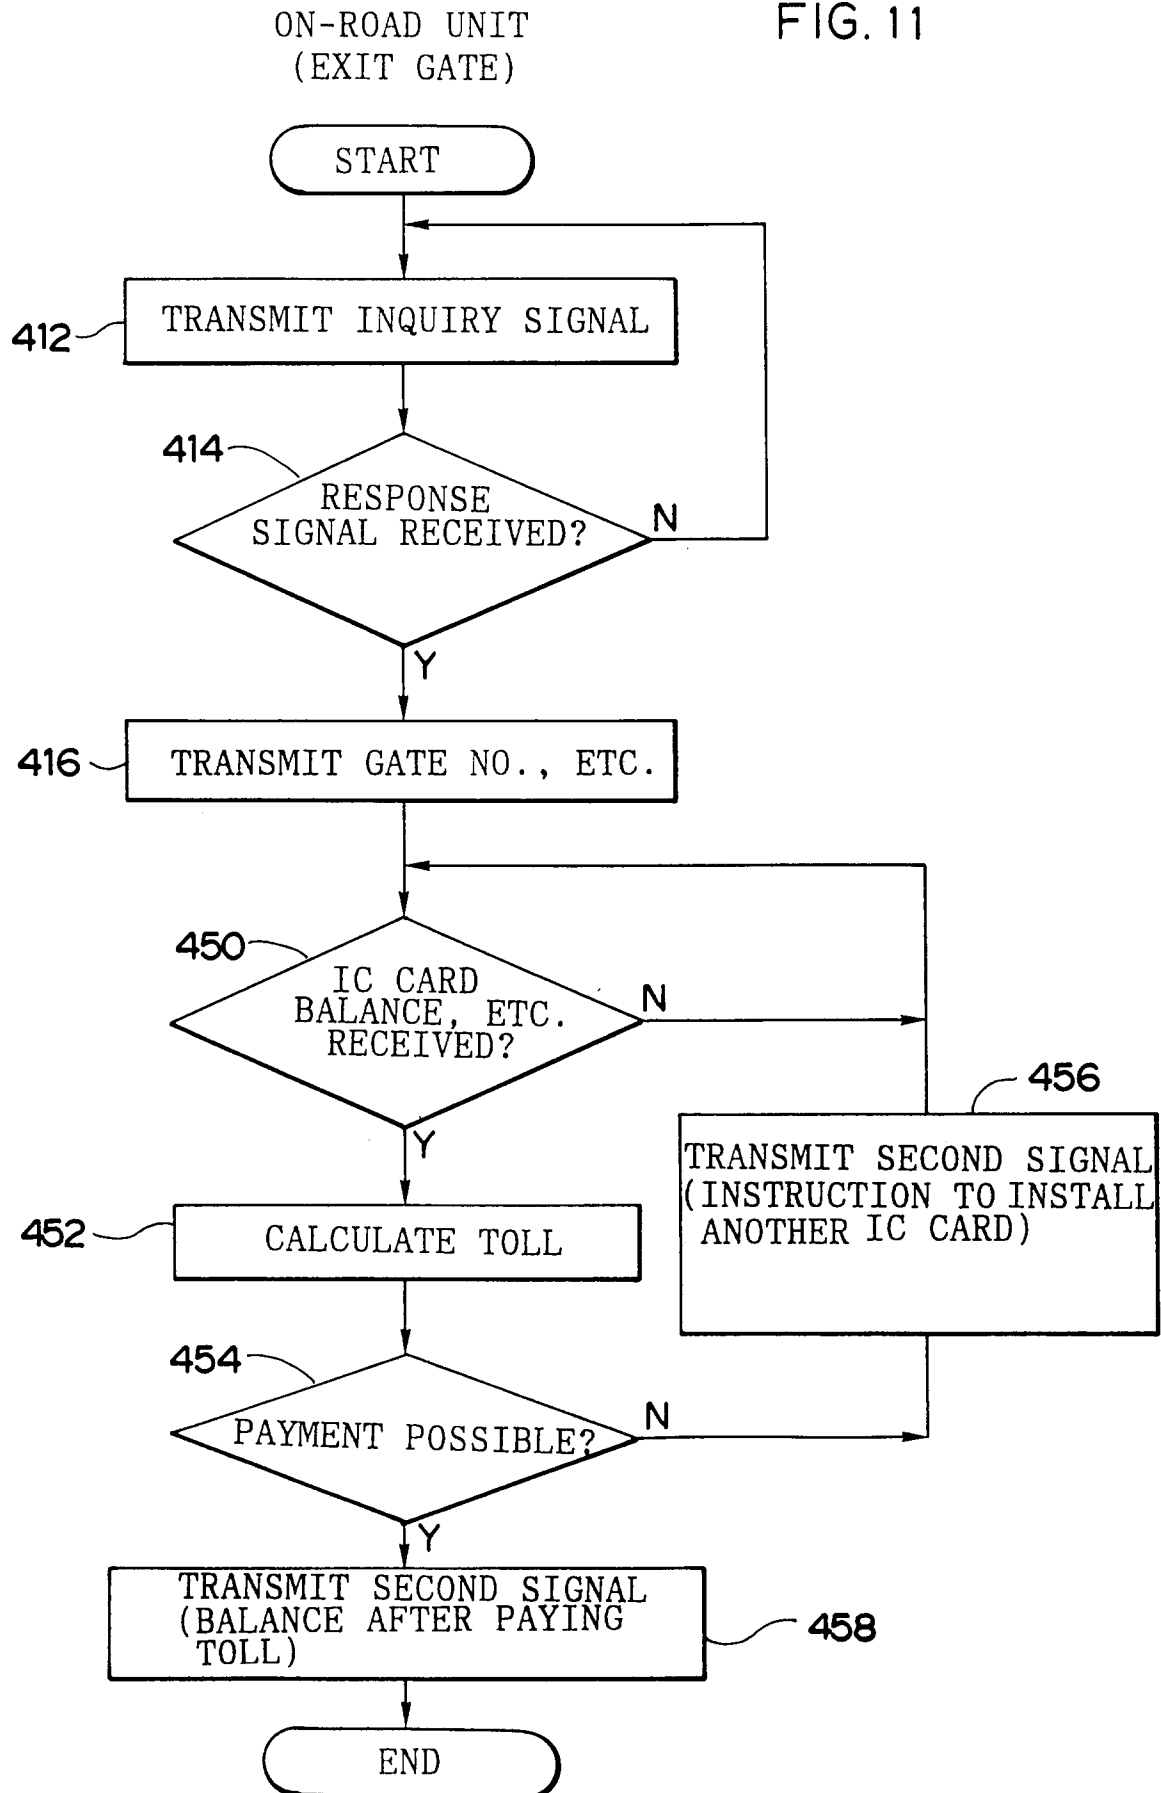 ON-ROAD UNIT
(EXIT GATE)
FIG. 11
START
412
TRANSMIT INQUIRY SIGNAL
414
RESPONSE
SIGNAL RECEIVED?
N
Y
416
TRANSMIT GATE NO., ETC.
450
IC CARD
BALANCE, ETC.
RECEIVED?
N
Y
456
TRANSMIT SECOND SIGNAL
(INSTRUCTION TO INSTALL
ANOTHER IC CARD)
452
CALCULATE TOLL
454
PAYMENT POSSIBLE?
N
Y
TRANSMIT SECOND SIGNAL
(BALANCE AFTER PAYING
TOLL)
458
END